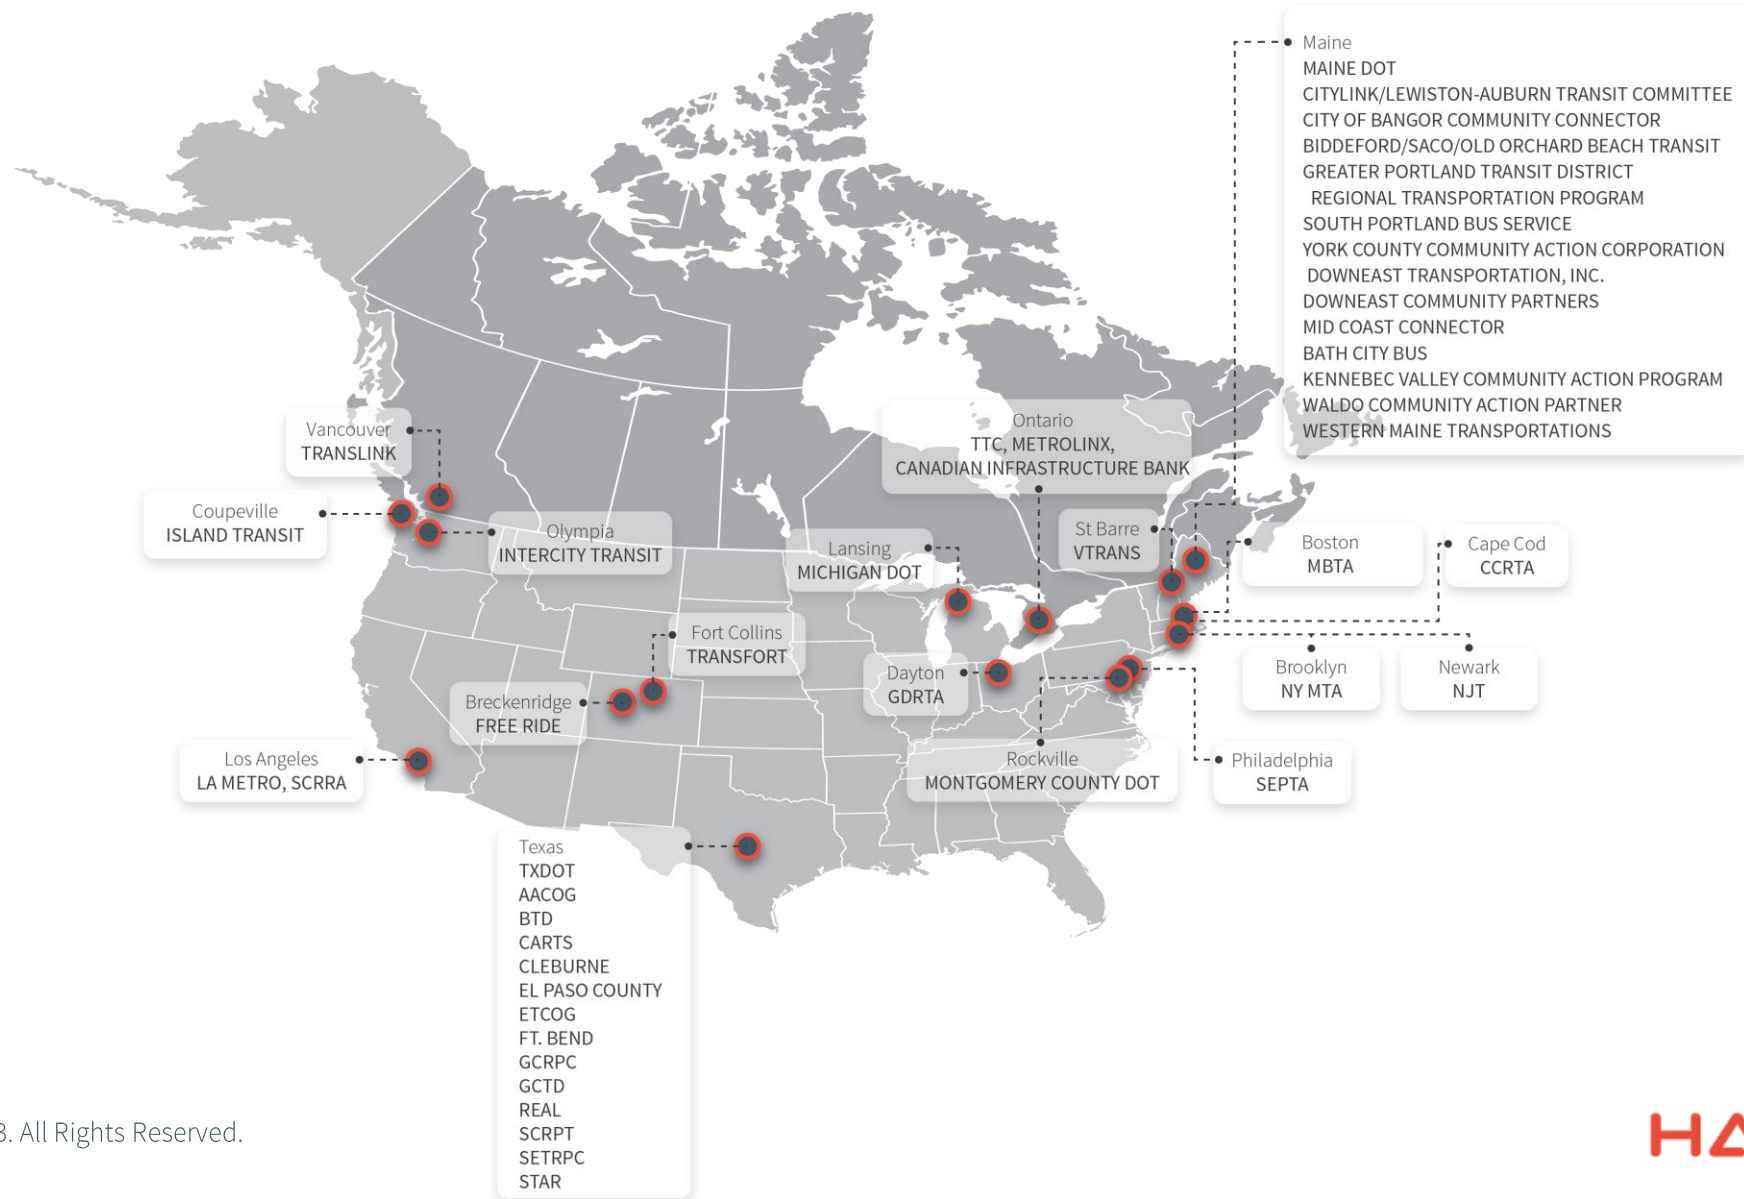 Maine
MAINE DOT
CITYLINK/LEWISTON-AUBURN TRANSIT COMMITTEE
CITY OF BANGOR COMMUNITY CONNECTOR
BIDDEFORD/SACO/OLD ORCHARD BEACH TRANSIT
GREATER PORTLAND TRANSIT DISTRICT
REGIONAL TRANSPORTATION PROGRAM
SOUTH PORTLAND BUS SERVICE
YORK COUNTY COMMUNITY ACTION CORPORATION
DOWNEAST TRANSPORTATION, INC.
DOWNEAST COMMUNITY PARTNERS
MID COAST CONNECTOR
BATH CITY BUS
KENNEBEC VALLEY COMMUNITY ACTION PROGRAM
WALDO COMMUNITY ACTION PARTNER
WESTERN MAINE TRANSPORTATIONS
Vancouver
TRANSLINK
Ontario
TTC, METROLINX,
CANADIAN INFRASTRUCTURE BANK
Coupeville
ISLAND TRANSIT
Olympia
INTERCITY TRANSIT
Lansing
MICHIGAN DOT
St Barre
VTRANS
Boston
MBTA
Cape Cod
CCRTA
Fort Collins
TRANSFORT
Breckenridge
FREE RIDE
Dayton
GDRTA
Brooklyn
NY MTA
Newark
NJT
Los Angeles
LA METRO, SCRRA
Rockville
MONTGOMERY COUNTY DOT
Philadelphia
SEPTA
Texas
TXDOT
AACOG
BTD
CARTS
CLEBURNE
EL PASO COUNTY
ETCOG
FT. BEND
GCRPC
GCTD
REAL
SCRPT
SETRPC
STAR
3. All Rights Reserved.
HA